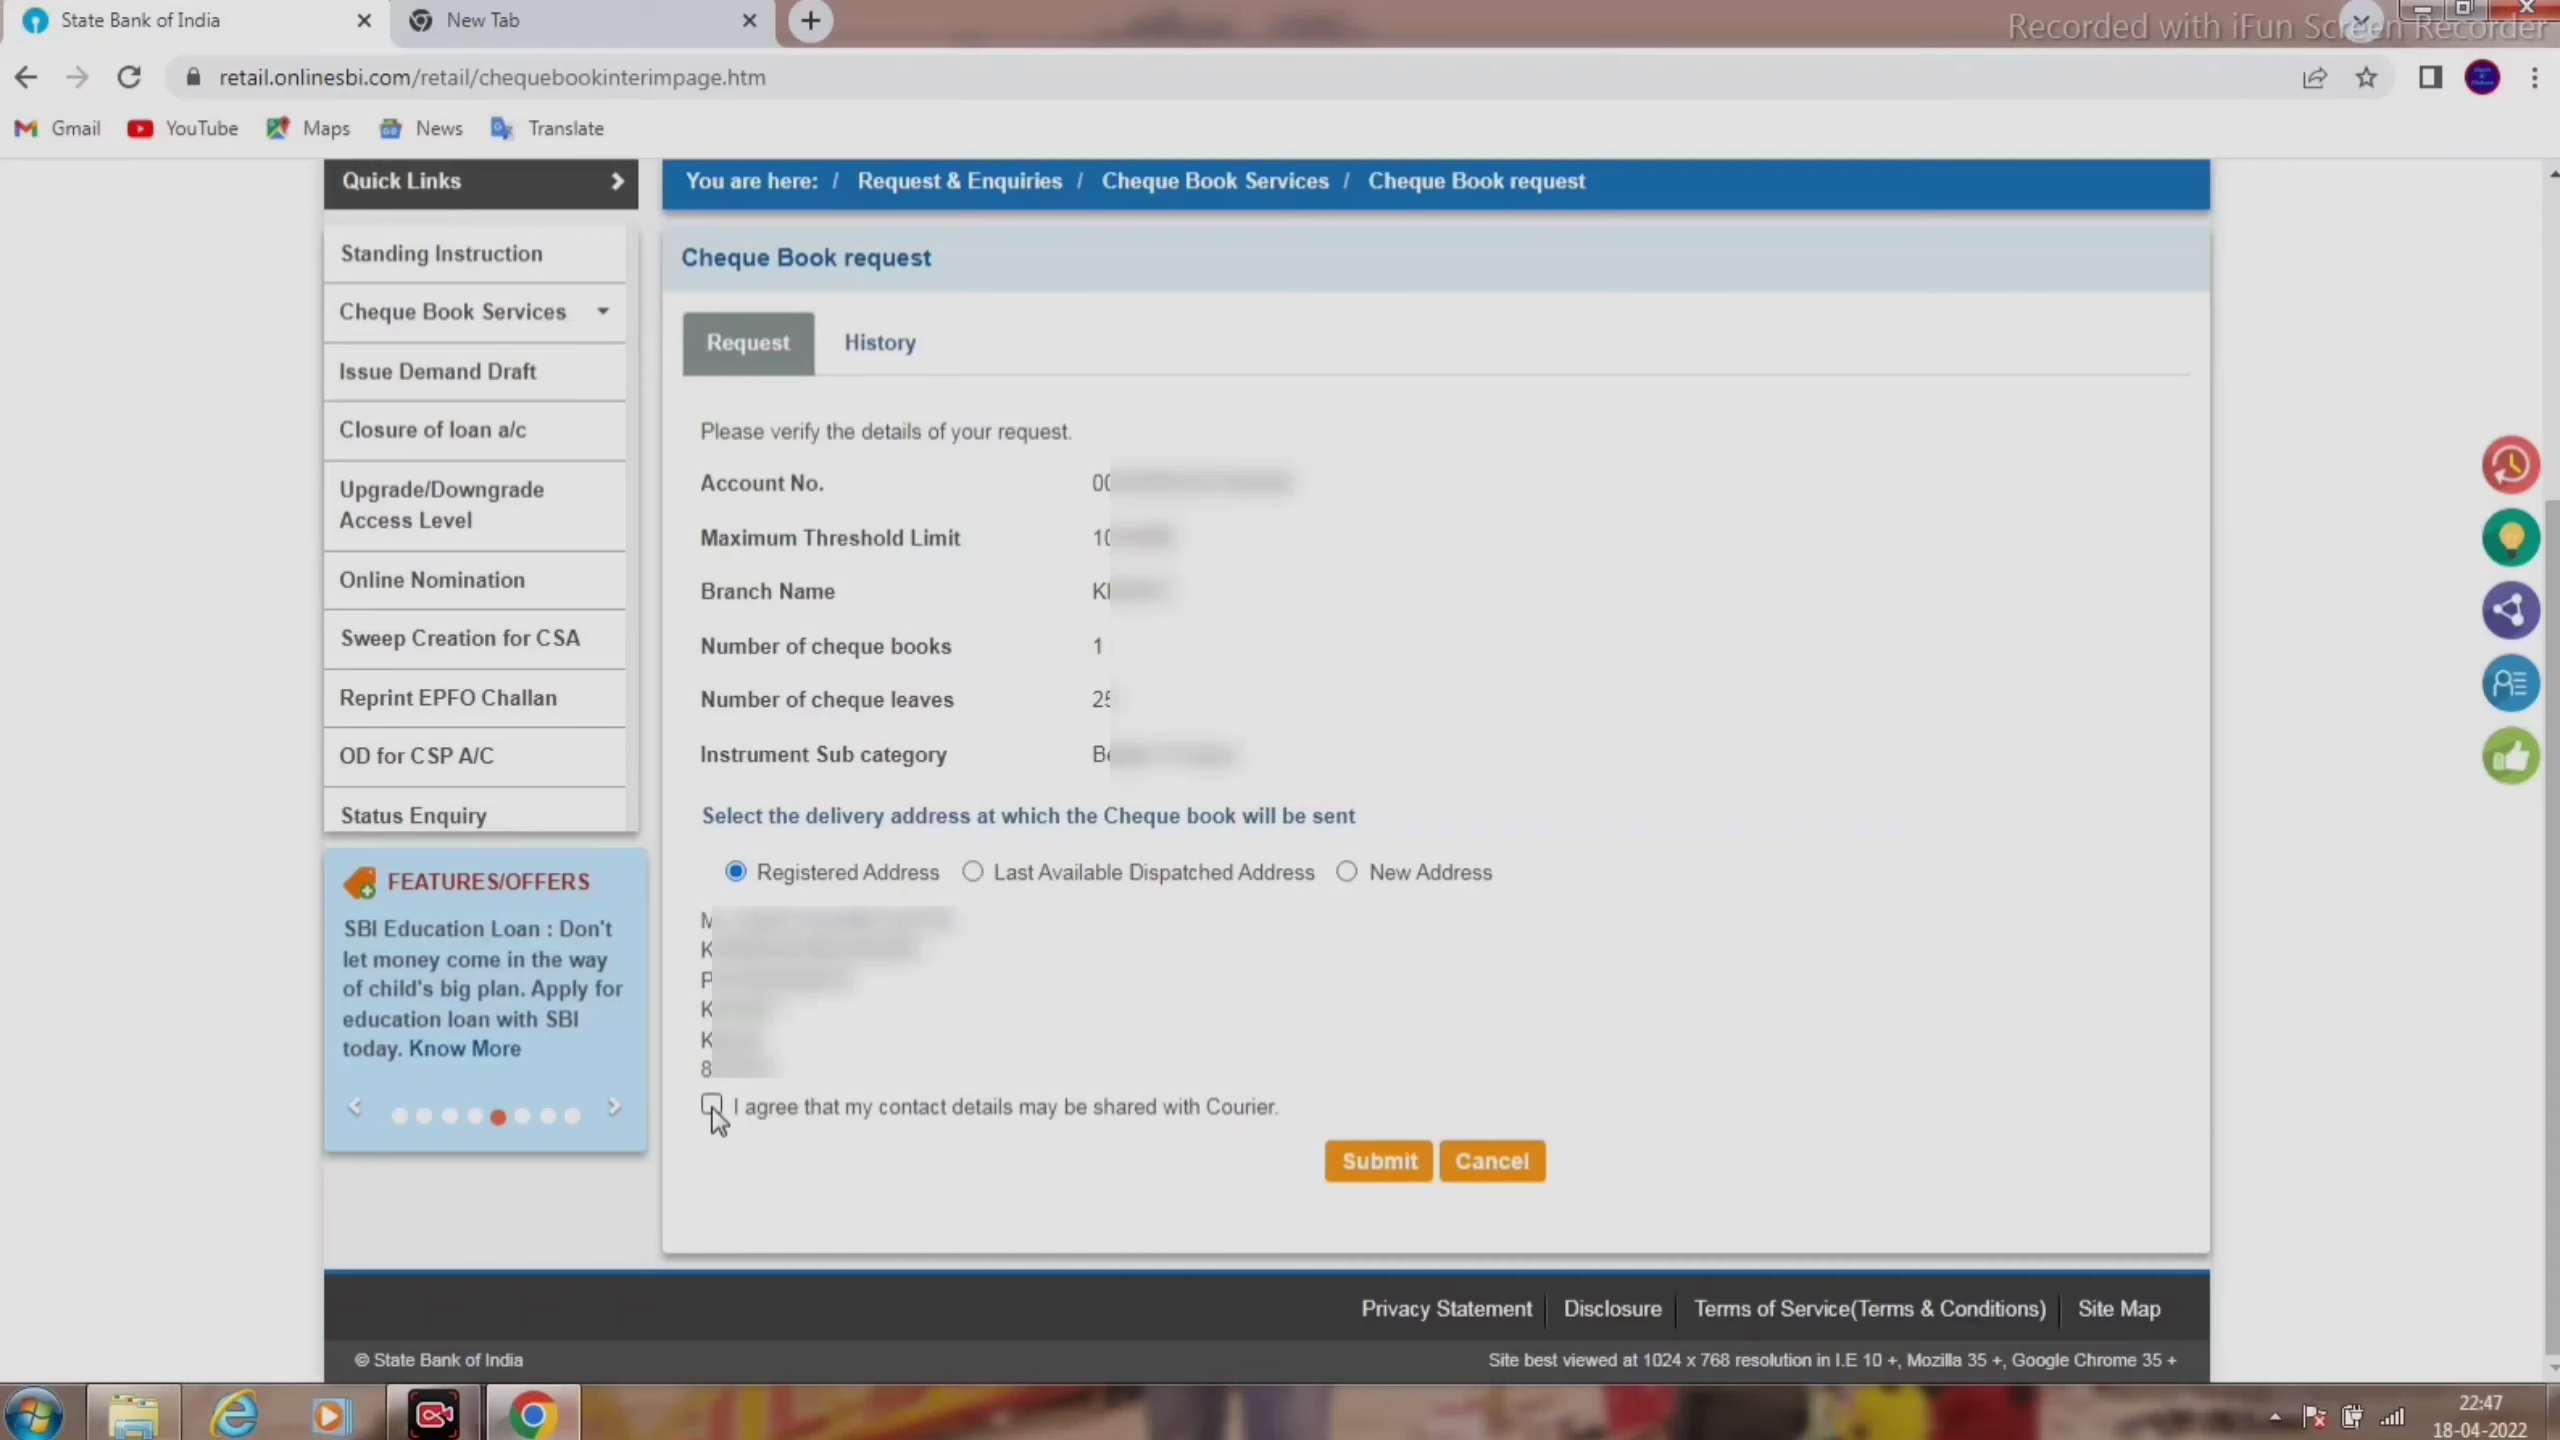 State Bank of India
New Tab
Recorded with iFun Screen Recorder
retail.onlinesbi.com/retail/chequebookinterimpage.htm
Gmail
YouTube
Maps
News
Translate
Quick Links
You are here: / Request & Enquiries / Cheque Book Services / Cheque Book request
Standing Instruction
Cheque Book Services
Issue Demand Draft
Closure of loan a/c
Upgrade/Downgrade
Access Level
Online Nomination
Sweep Creation for CSA
Reprint EPFO Challan
OD for CSP A/C
Status Enquiry
FEATURES/OFFERS
SBI Education Loan : Don't
let money come in the way
of child's big plan. Apply for
education loan with SBI
today. Know More
Cheque Book request
Request
History
Please verify the details of your request.
Account No.
Maximum Threshold Limit
Branch Name
Number of cheque books 1
Number of cheque leaves 25
Instrument Sub category
Select the delivery address at which the Cheque book will be sent
Registered Address
Last Available Dispatched Address
New Address
I agree that my contact details may be shared with Courier.
Submit
Cancel
Privacy Statement
Disclosure
Terms of Service(Terms & Conditions)
Site Map
© State Bank of India
Site best viewed at 1024 x 768 resolution in I.E 10 +, Mozilla 35 +, Google Chrome 35 +
22:47
18-04-2022